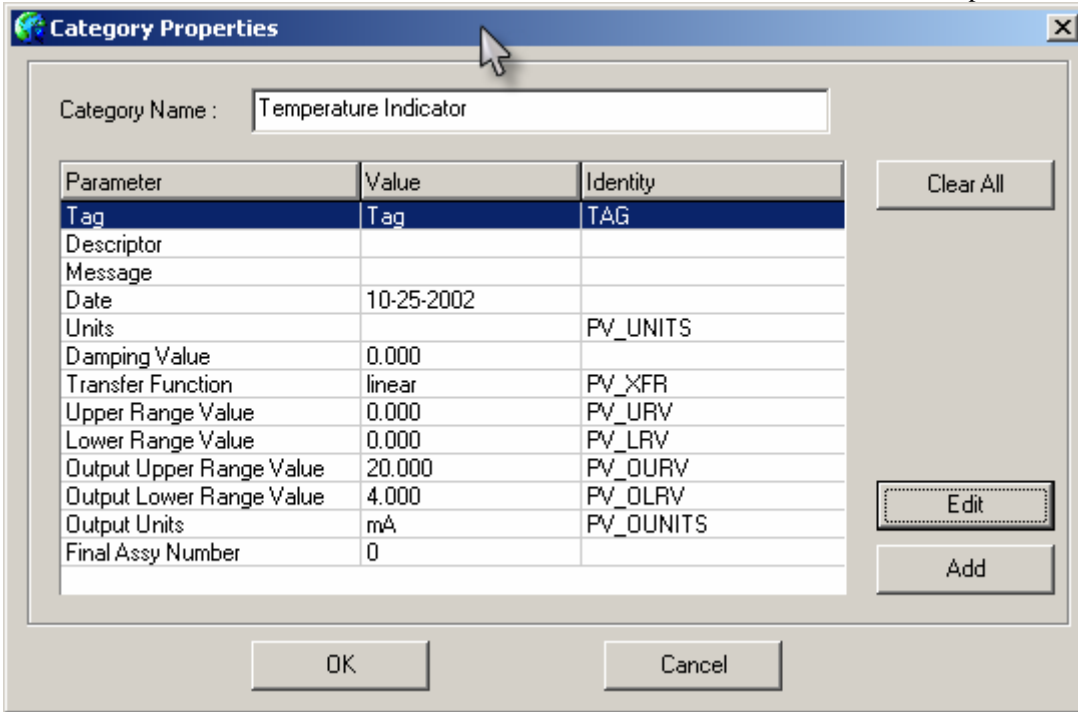 Category Properties
Category Name : Temperature Indicator
Parameter Value Identity Clear All
Tag Tag TAG
Descriptor
Message
Date 10-25-2002
Units PV_UNITS
Damping Value 0.000
Transfer Function linear PV_XFR
Upper Range Value 0.000 PV_URV
Lower Range Value 0.000 PV_LRV
Output Upper Range Value 20.000 PV_OURV
Output Lower Range Value 4.000 PV_OLRV
Edit
Output Units mA PV_OUNITS
Final Assy Number 0
Add
OK Cancel